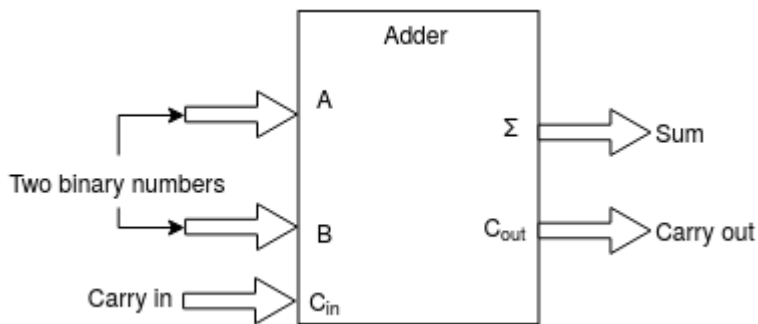 Adder
A
Σ
Sum
Two binary numbers
B
C_out
Carry out
Carry in
C_in